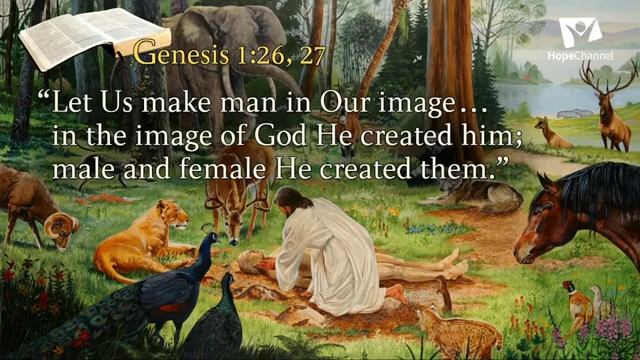 Genesis 1:26, 27
HopeChannel
“Let Us make man in Our image…
in the image of God He created him;
male and female He created them.”